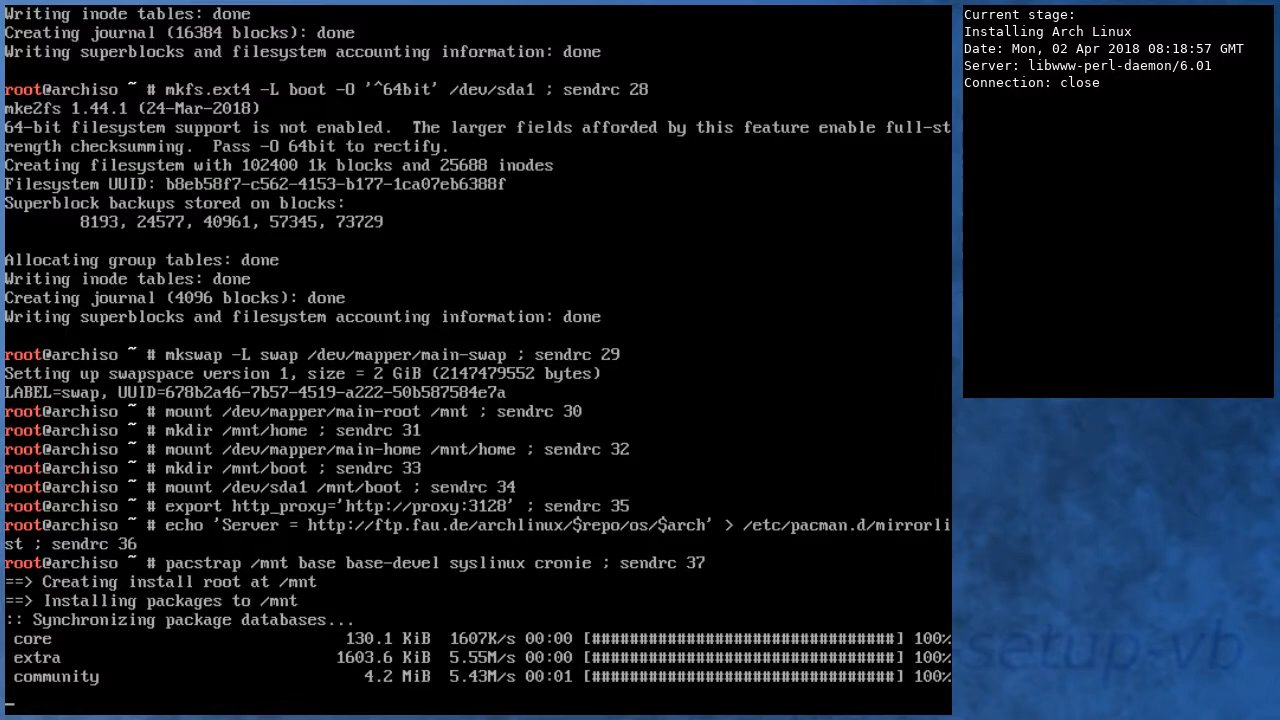 Writing inode tables: done
Creating journal (16384 blocks): done
Writing superblocks and filesystem accounting information: done
root@archiso ~ # mkfs.ext4 -L boot -O '^64bit' /dev/sda1 ; sendrc 28
mke2fs 1.44.1 (24-Mar-2018)
64-bit filesystem support is not enabled.  The larger fields afforded by this feature enable full-st
rength checksumming.  Pass -O 64bit to rectify.
Creating filesystem with 102400 1k blocks and 25688 inodes
Filesystem UUID: b8eb58f7-c562-4153-b177-1ca07eb6388f
Superblock backups stored on blocks:
        8193, 24577, 40961, 57345, 73729
Allocating group tables: done
Writing inode tables: done
Creating journal (4096 blocks): done
Writing superblocks and filesystem accounting information: done
root@archiso ~ # mkswap -L swap /dev/mapper/main-swap ; sendrc 29
Setting up swapspace version 1, size = 2 GiB (2147479552 bytes)
LABEL=swap, UUID=678b2a46-7b57-4519-a222-50b587584e7a
root@archiso ~ # mount /dev/mapper/main-root /mnt ; sendrc 30
root@archiso ~ # mkdir /mnt/home ; sendrc 31
root@archiso ~ # mount /dev/mapper/main-home /mnt/home ; sendrc 32
root@archiso ~ # mkdir /mnt/boot ; sendrc 33
root@archiso ~ # mount /dev/sda1 /mnt/boot ; sendrc 34
root@archiso ~ # export http_proxy='http://proxy:3128' ; sendrc 35
root@archiso ~ # echo 'Server = http://ftp.fau.de/archlinux/$repo/os/$arch' > /etc/pacman.d/mirrorli
st ; sendrc 36
root@archiso ~ # pacstrap /mnt base base-devel syslinux cronie ; sendrc 37
==> Creating install root at /mnt
==> Installing packages to /mnt
:: Synchronizing package databases...
 core                               130.1 KiB  1607K/s 00:00 [################################] 100%
 extra                             1603.6 KiB  5.55M/s 00:00 [################################] 100%
 community                            4.2 MiB  5.43M/s 00:01 [################################] 100%
Current stage:
Installing Arch Linux
Date: Mon, 02 Apr 2018 08:18:57 GMT
Server: libwww-perl-daemon/6.01
Connection: close
setup-vb